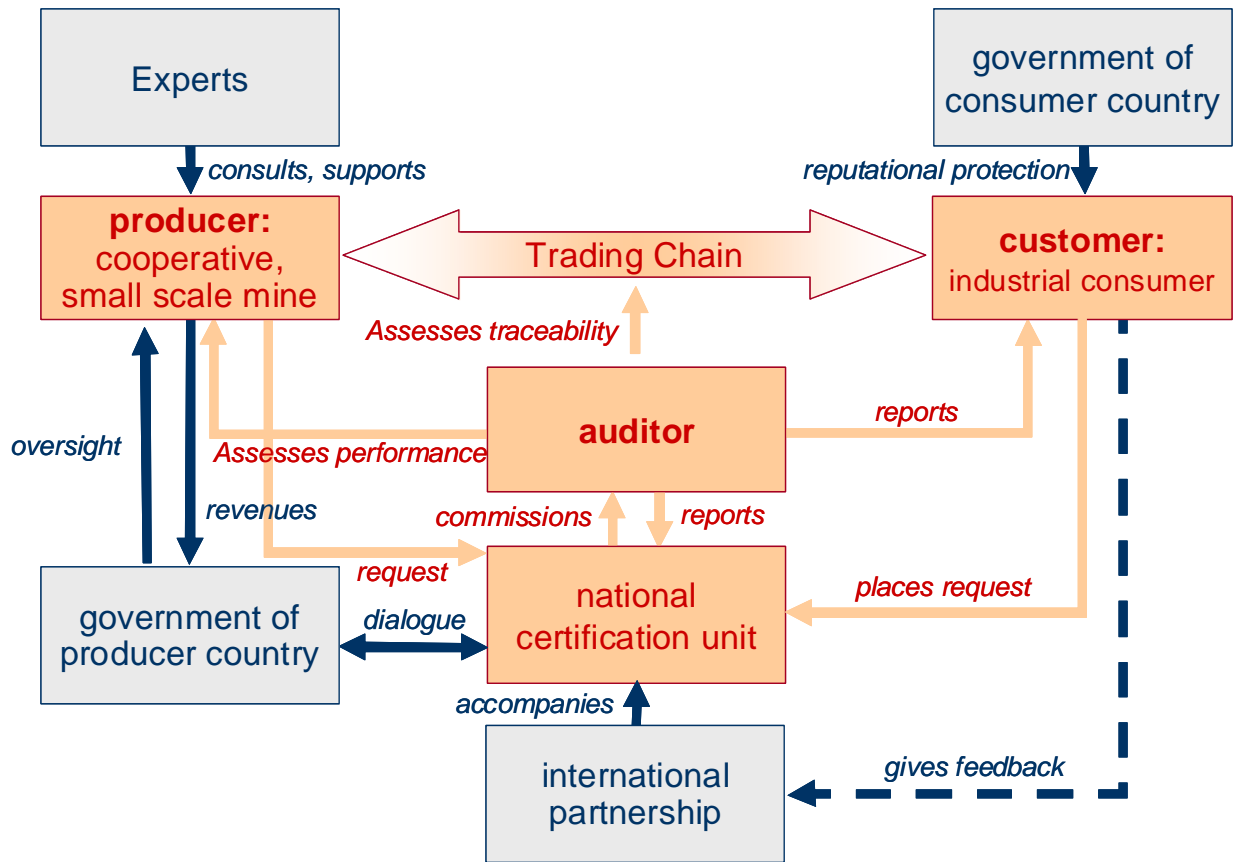 Experts
government of
consumer country
consults, supports
reputational protection
producer:
cooperative,
small scale mine
Trading Chain
customer:
industrial consumer
Assesses traceability
auditor
reports
oversight
Assesses performance
revenues
commissions
reports
request
places request
national
certification unit
government of
producer country
dialogue
accompanies
international
partnership
gives feedback